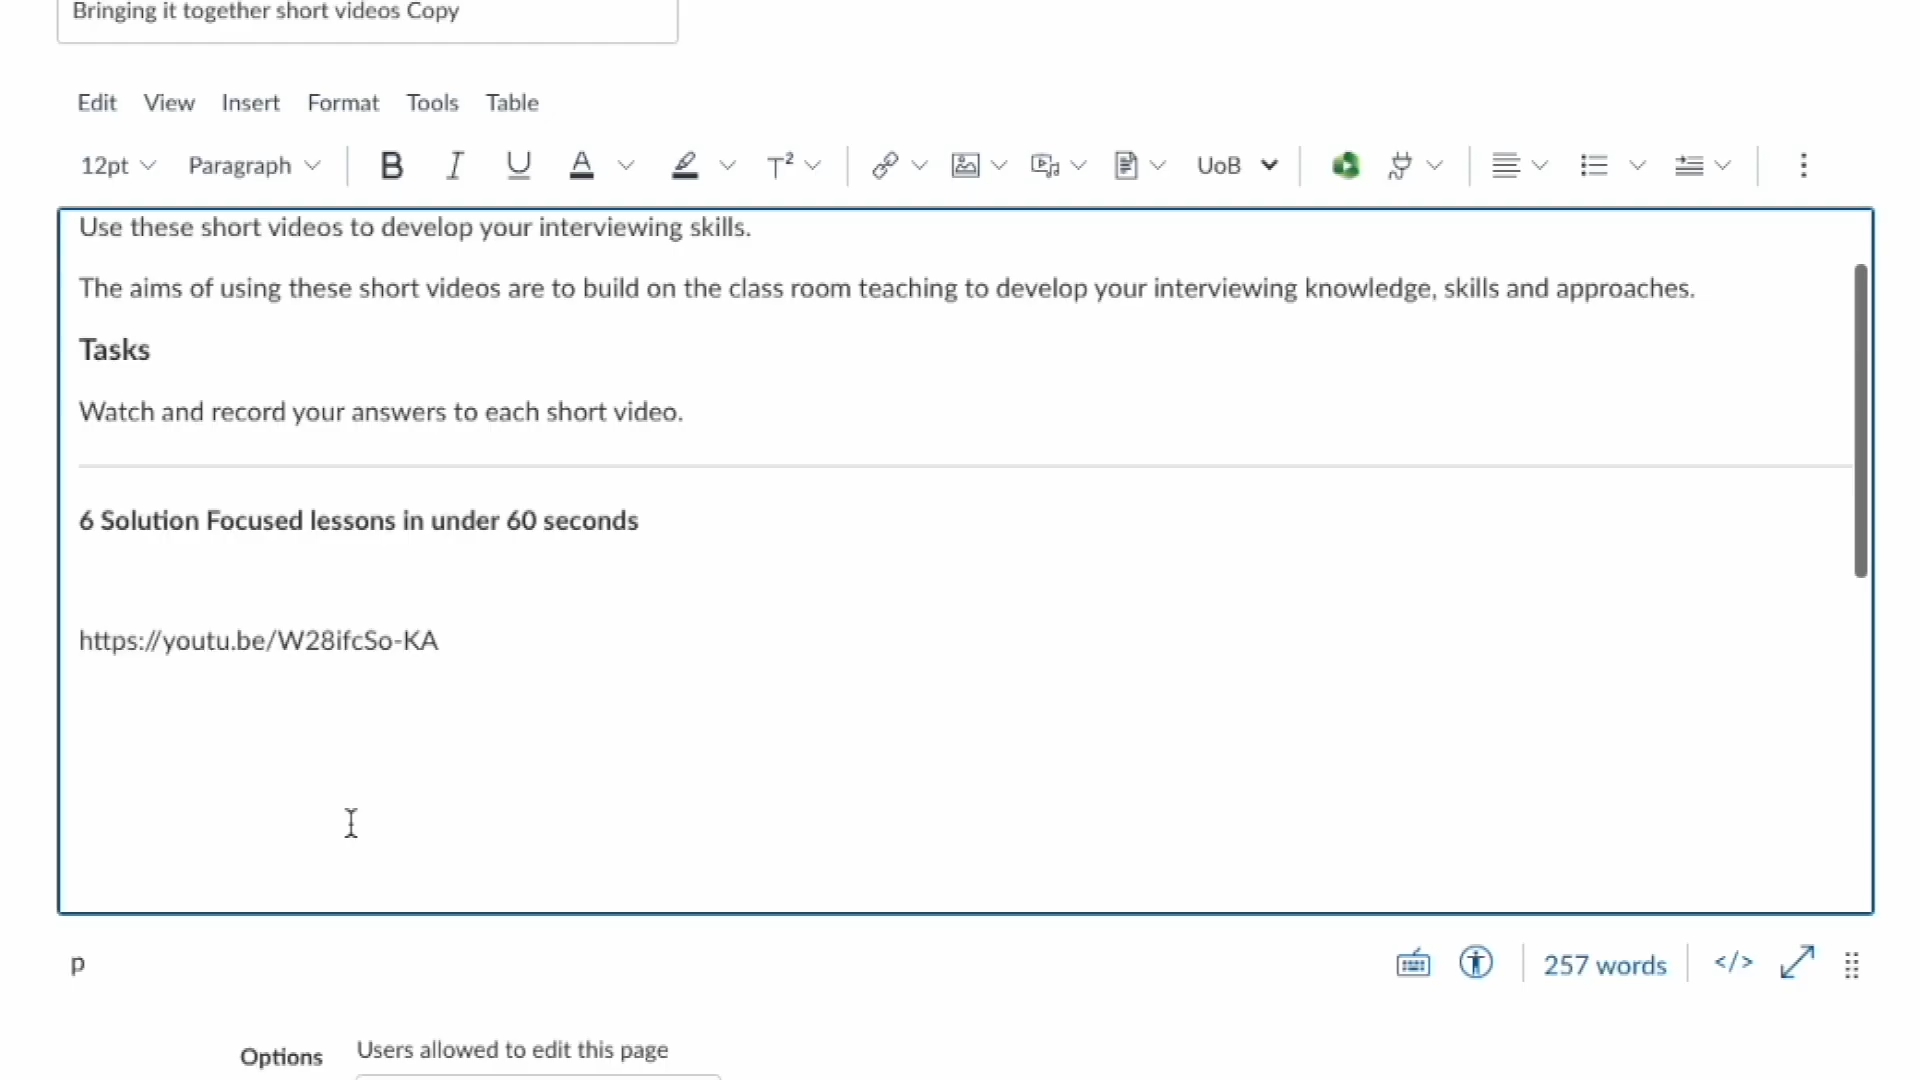 Bringing it together short videos Copy
Edit View Insert Format Tools Table
12pt Paragraph B I U A T² UoB
Use these short videos to develop your interviewing skills.
The aims of using these short videos are to build on the class room teaching to develop your interviewing knowledge, skills and approaches.
Tasks
Watch and record your answers to each short video.
6 Solution Focused lessons in under 60 seconds
https://youtu.be/W28ifcSo-KA
p 257 words </>
Options Users allowed to edit this page